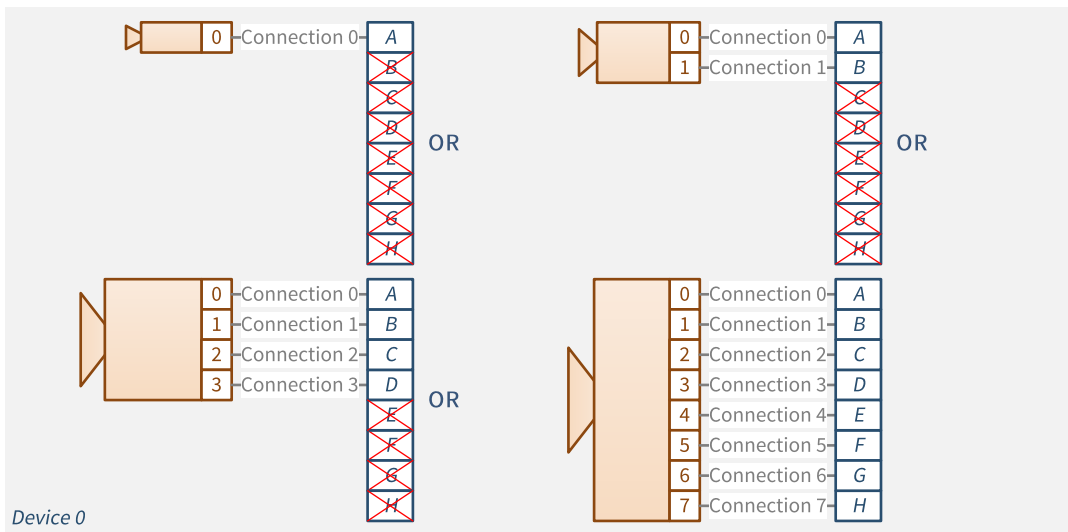 0 Connection 0 A
B
C
D
E
F
G
H
OR
0 Connection 0 A
1 Connection 1 B
C
D
E
F
G
H
OR
0 Connection 0 A
1 Connection 1 B
2 Connection 2 C
3 Connection 3 D
E
F
G
H
OR
0 Connection 0 A
1 Connection 1 B
2 Connection 2 C
3 Connection 3 D
4 Connection 4 E
5 Connection 5 F
6 Connection 6 G
7 Connection 7 H
Device 0